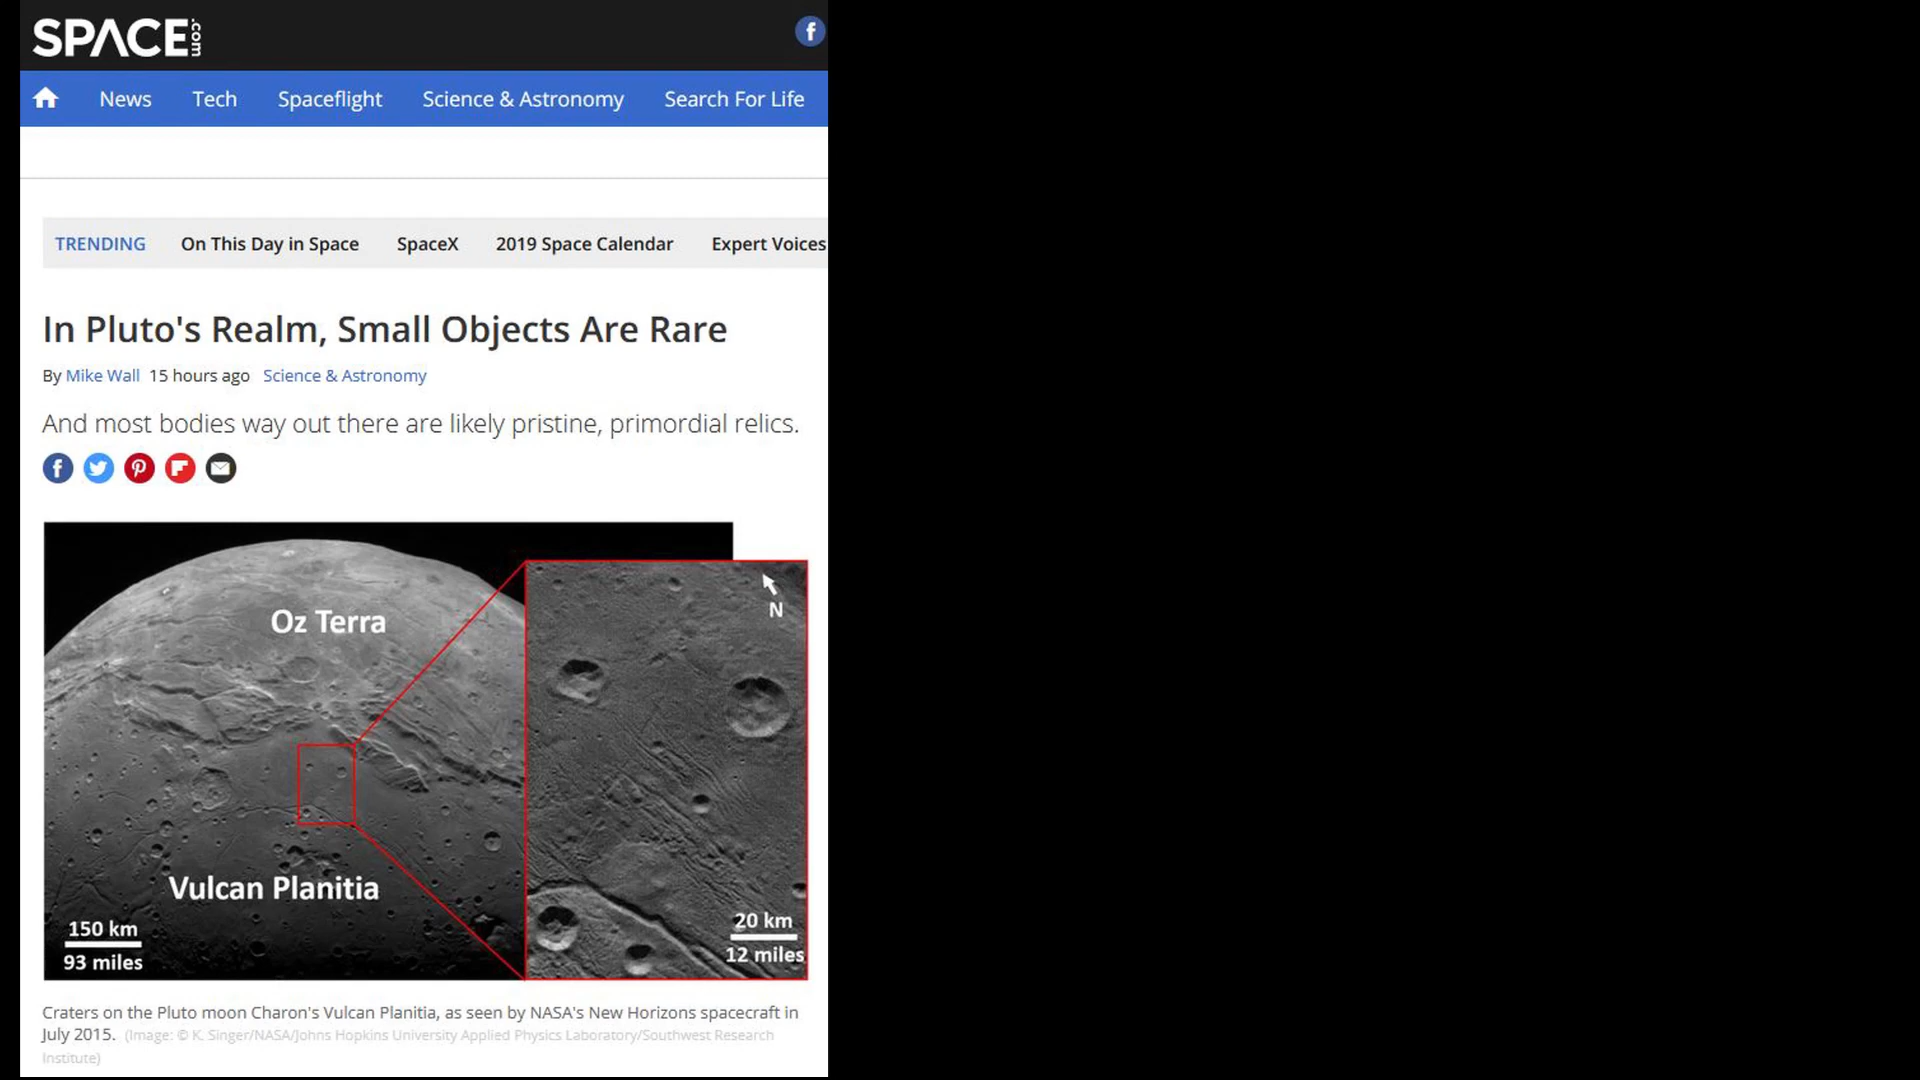 SPACE.com
News Tech Spaceflight Science & Astronomy Search For Life
TRENDING On This Day in Space SpaceX 2019 Space Calendar Expert Voices
In Pluto's Realm, Small Objects Are Rare
By Mike Wall 15 hours ago Science & Astronomy
And most bodies way out there are likely pristine, primordial relics.
Oz Terra
N
Vulcan Planitia
150 km
93 miles
20 km
12 miles
Craters on the Pluto moon Charon's Vulcan Planitia, as seen by NASA's New Horizons spacecraft in
July 2015. (Image: © K. Singer/NASA/Johns Hopkins University Applied Physics Laboratory/Southwest Research
Institute)